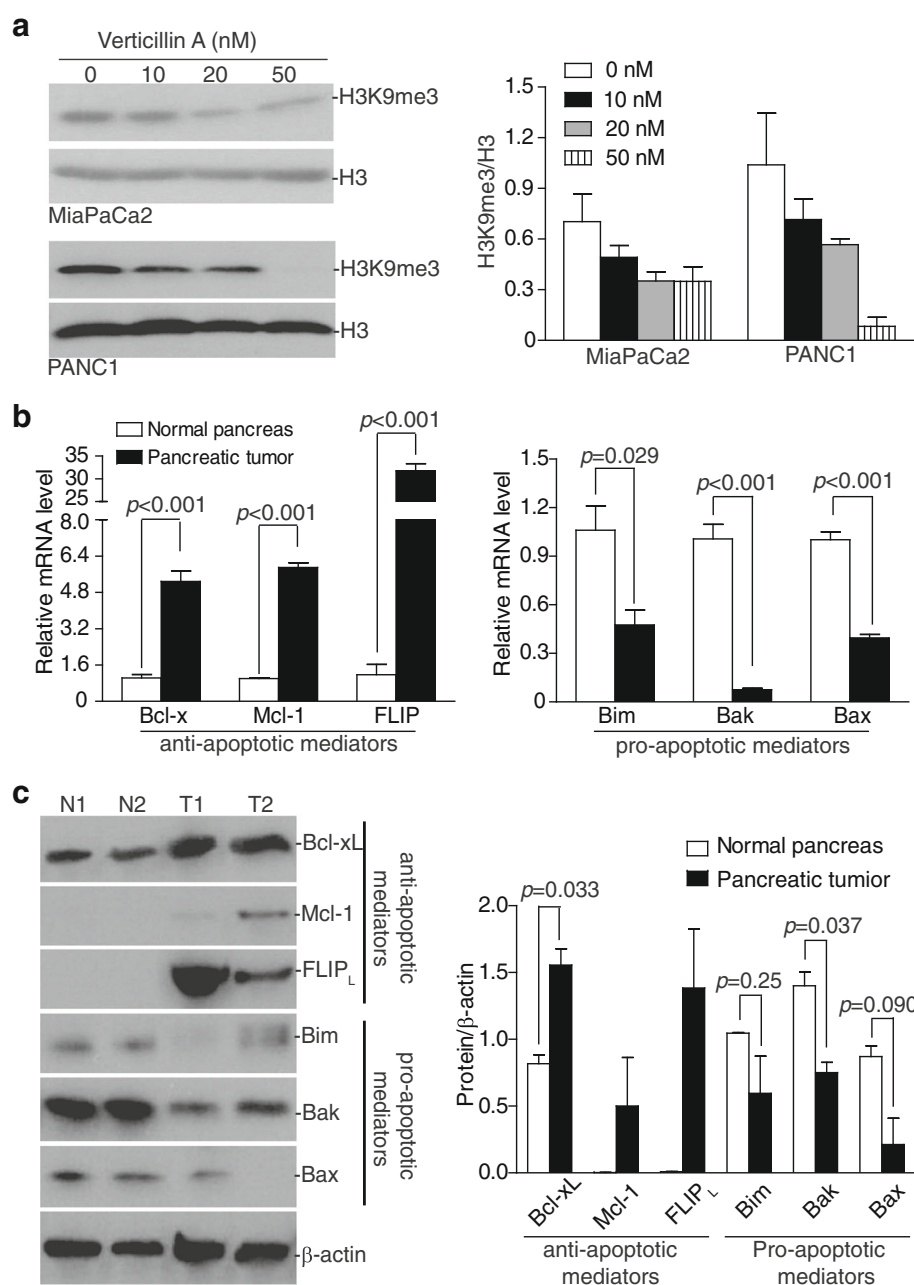 a
Verticillin A (nM)
0 10 20 50
-H3K9me3
-H3
MiaPaCa2
-H3K9me3
-H3
PANC1
0 nM
10 nM
20 nM
50 nM
H3K9me3/H3
1.5
1.2
0.9
0.6
0.3
0
MiaPaCa2 PANC1
b
Normal pancreas
Pancreatic tumor
Relative mRNA level
35
30
25
8.0
6.4
4.8
3.2
1.6
0
p<0.001
p<0.001
p<0.001
Bcl-x Mcl-1 FLIP
anti-apoptotic mediators
Relative mRNA level
1.5
1.2
0.9
0.6
0.3
0
p=0.029
p<0.001
p<0.001
Bim Bak Bax
pro-apoptotic mediators
c
N1 N2 T1 T2
-Bcl-xL
-Mcl-1
-FLIPL
anti-apoptotic
mediators
-Bim
-Bak
-Bax
pro-apoptotic
mediators
-β-actin
Normal pancreas
Pancreatic tumior
Protein/β-actin
2.0
1.5
1.0
0.5
0.0
p=0.033
p=0.25
p=0.037
p=0.090
Bcl-xL Mcl-1 FLIP L Bim Bak Bax
anti-apoptotic
mediators
Pro-apoptotic
mediators